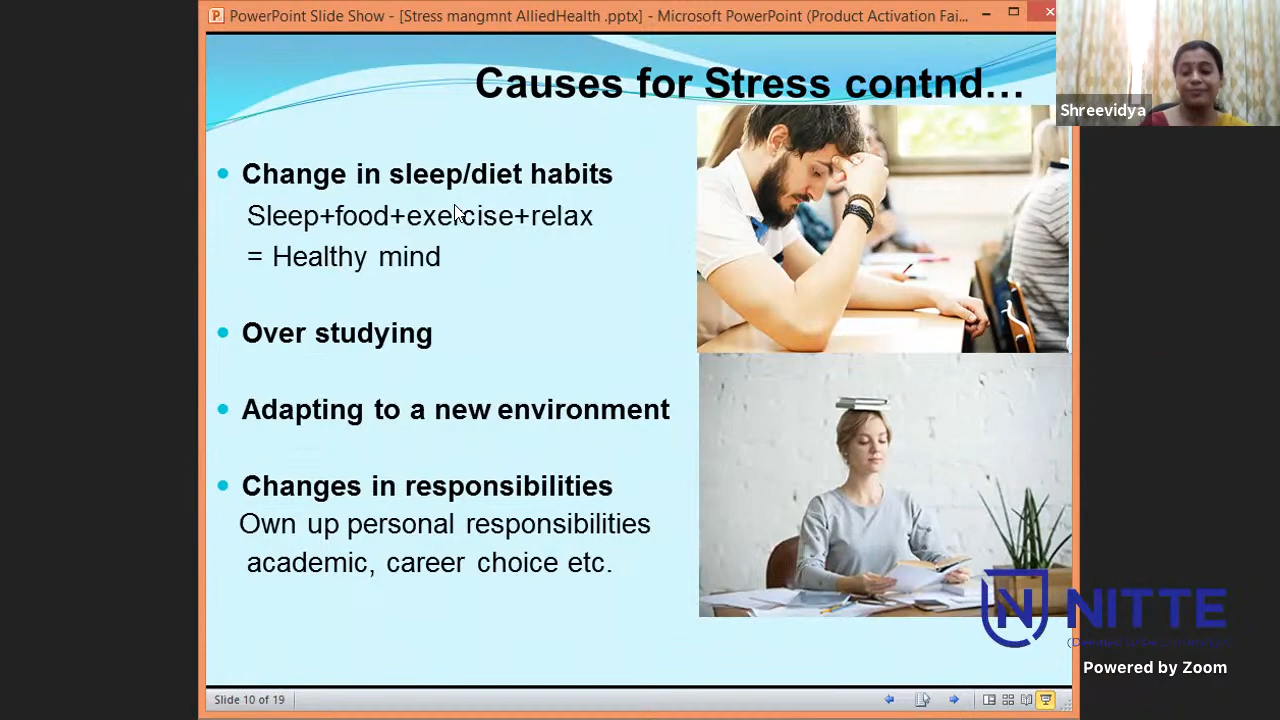 PowerPoint Slide Show - [Stress mangmnt AlliedHealth .pptx] - Microsoft PowerPoint (Product Activation Fai...
Shreevidya
Causes for Stress contnd...
• Change in sleep/diet habits
Sleep+food+exercise+relax
= Healthy mind
• Over studying
• Adapting to a new environment
• Changes in responsibilities
Own up personal responsibilities
academic, career choice etc.
N NITTE
Powered by Zoom
Slide 10 of 19